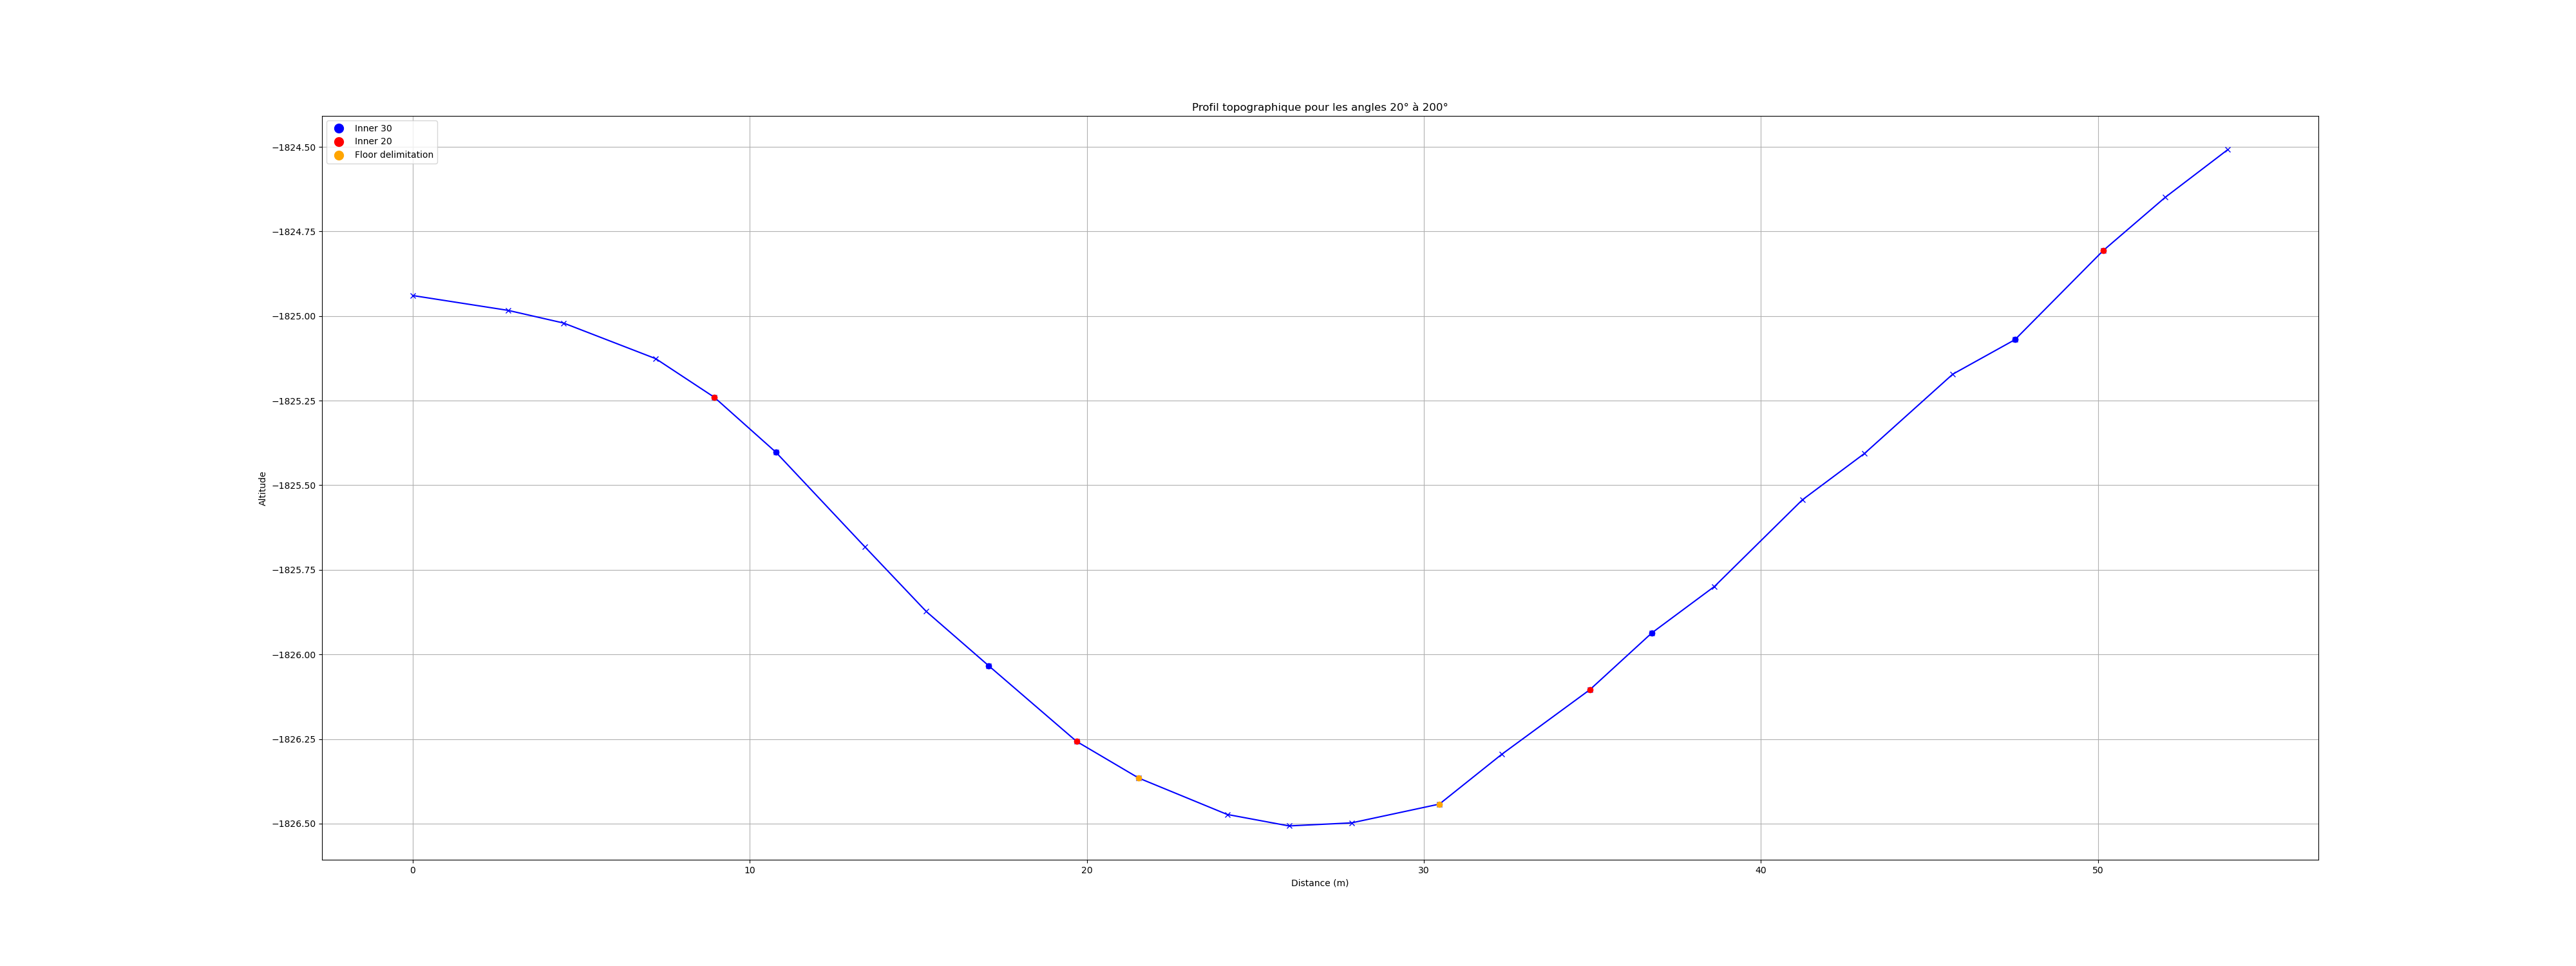 Profil topographique pour les angles 20° à 200°
Inner 30
Inner 20
Floor delimitation
−1824.50
−1824.75
−1825.00
−1825.25
−1825.50
−1825.75
−1826.00
−1826.25
−1826.50
Altitude
0 10 20 30 40 50
Distance (m)